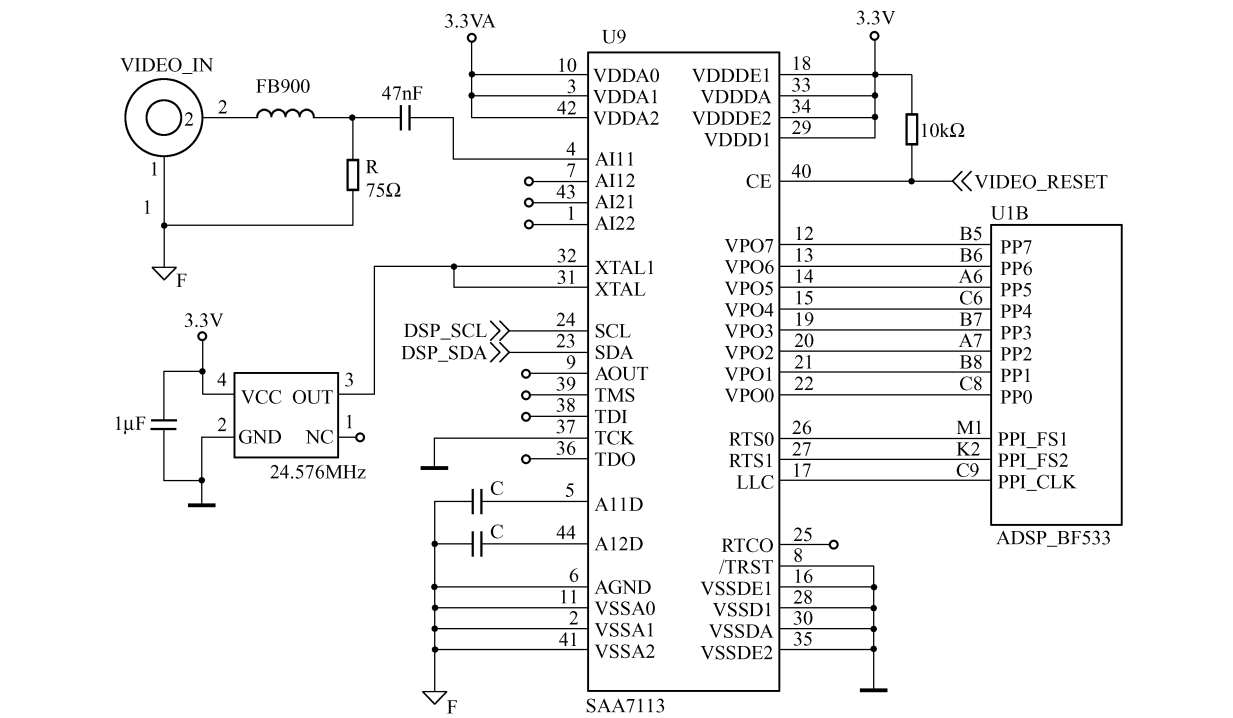 3.3VA
3.3V
U9
VIDEO_IN
FB900
47nF
2
2
1
1
R
75Ω
F
10 VDDA0
3 VDDA1
42 VDDA2
4 AI11
7 AI12
43 AI21
1 AI22
32 XTAL1
31 XTAL
DSP_SCL 24 SCL
DSP_SDA 23 SDA
9 AOUT
39 TMS
38 TDI
37 TCK
36 TDO
C 5 A11D
C 44 A12D
6 AGND
11 VSSA0
2 VSSA1
41 VSSA2
F
3.3V
1μF
4 VCC OUT 3
2 GND NC 1
24.576MHz
VDDDE1 18
VDDDA 33
VDDDE2 34
VDDD1 29
10kΩ
CE 40
VIDEO_RESET
U1B
VPO7 12 B5 PP7
VPO6 13 B6 PP6
VPO5 14 A6 PP5
VPO4 15 C6 PP4
VPO3 19 B7 PP3
VPO2 20 A7 PP2
VPO1 21 B8 PP1
VPO0 22 C8 PP0
RTS0 26 M1 PPI_FS1
RTS1 27 K2 PPI_FS2
LLC 17 C9 PPI_CLK
ADSP_BF533
RTCO 25
/TRST 8
VSSDE1 16
VSSD1 28
VSSDA 30
VSSDE2 35
SAA7113